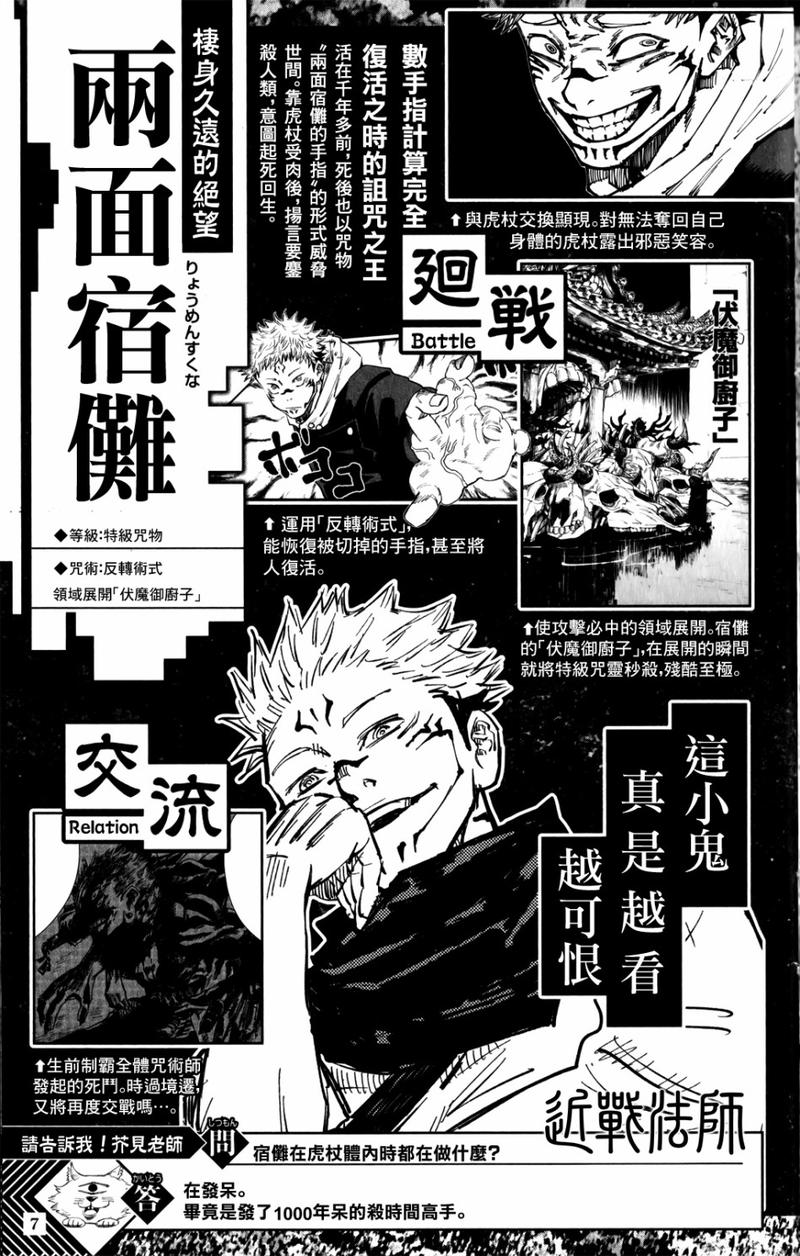 棲身久遠的絕望
兩面宿儺
りょうめんすくな
◆等級:特級咒物
◆咒術:反轉術式
領域展開「伏魔御廚子」
數手指計算完全
復活之時的詛咒之王
活在千年多前,死後也以咒物
“兩面宿儺的手指”的形式威脅
世間。靠虎杖受肉後,揚言要鏖
殺人類,意圖起死回生。
⬆與虎杖交換顯現。對無法奪回自己
身體的虎杖露出邪惡笑容。
廻戦
Battle
ボココ
⬆運用「反轉術式」,
能恢復被切掉的手指,甚至將
人復活。
「伏魔御廚子」
⬆使攻擊必中的領域展開。宿儺
的「伏魔御廚子」,在展開的瞬間
就將特級咒靈秒殺,殘酷至極。
交流
Relation
⬆生前制霸全體咒術師
發起的死鬥。時過境遷,
又將再度交戰嗎…。
這小鬼
真是越看
越可恨
近戰法師
請告訴我!芥見老師
しつもん
問
宿儺在虎杖體內時都在做什麼?
かいとう
答
在發呆。
畢竟是發了1000年呆的殺時間高手。
7